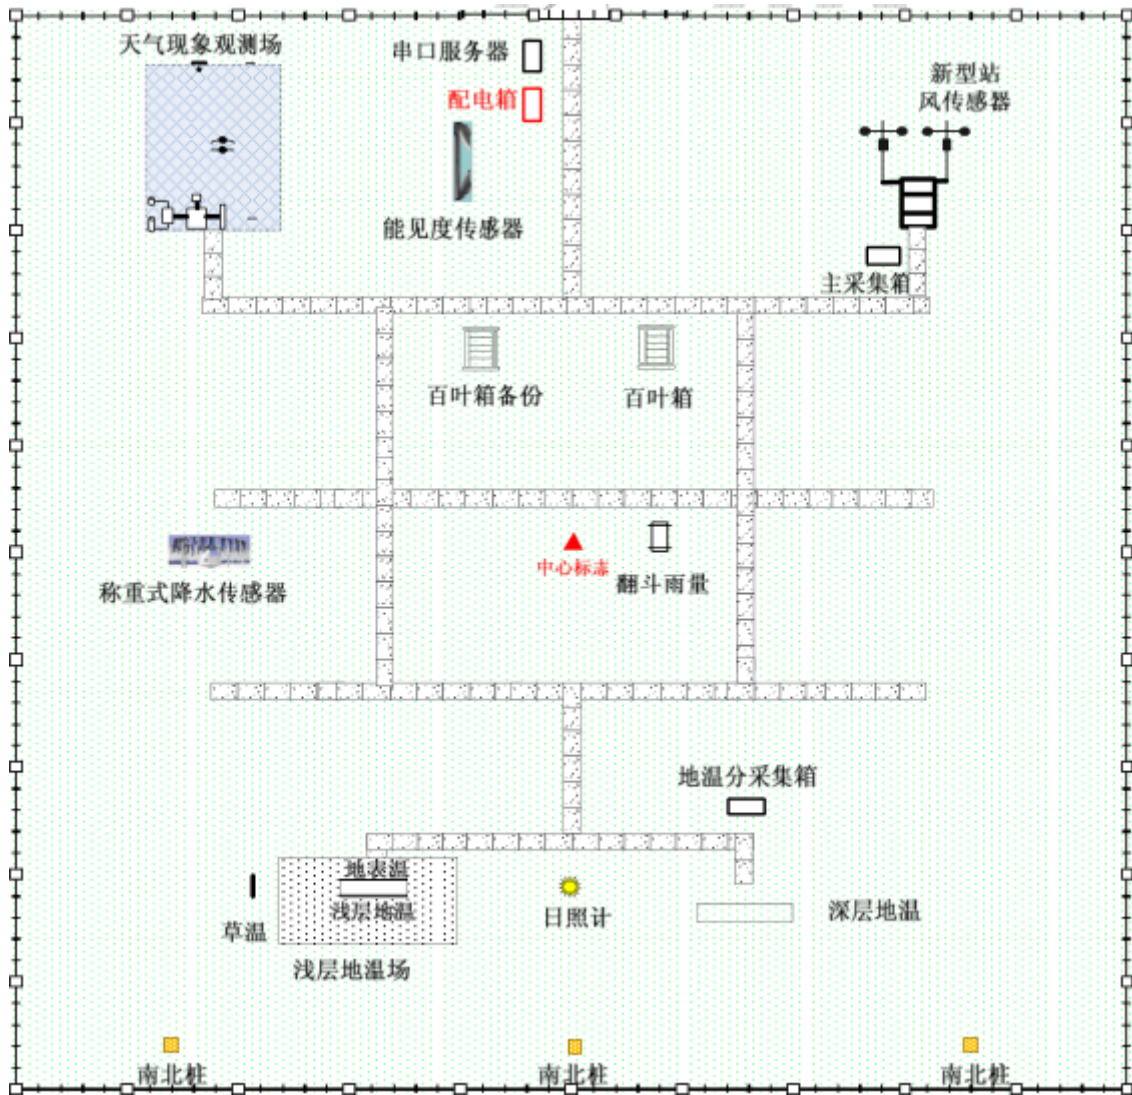 天气现象观测场
串口服务器
配电箱
新型站
风传感器
能见度传感器
主采集箱
百叶箱备份
百叶箱
中心标志
翻斗雨量
称重式降水传感器
地温分采集箱
地表温
浅层地温
草温
日照计
深层地温
浅层地温场
南北桩
南北桩
南北桩